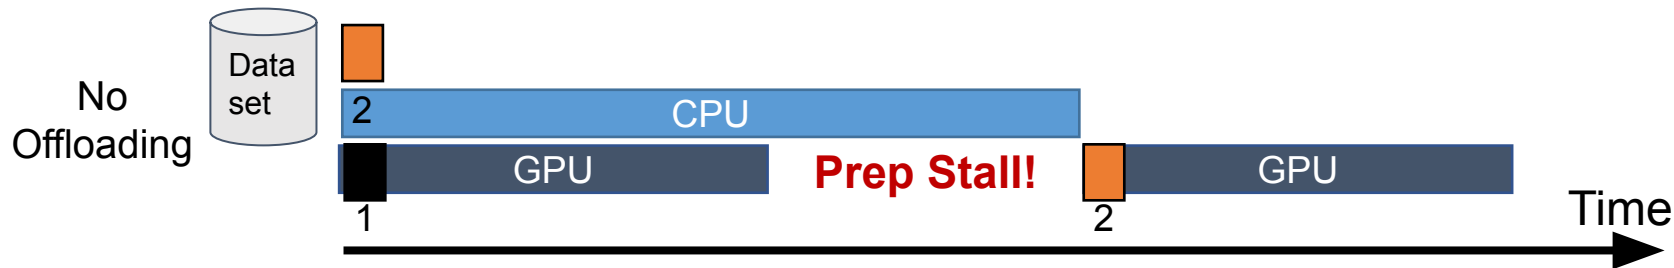 No
Offloading
Data
set
2
CPU
GPU
Prep Stall!
GPU
1
2
Time